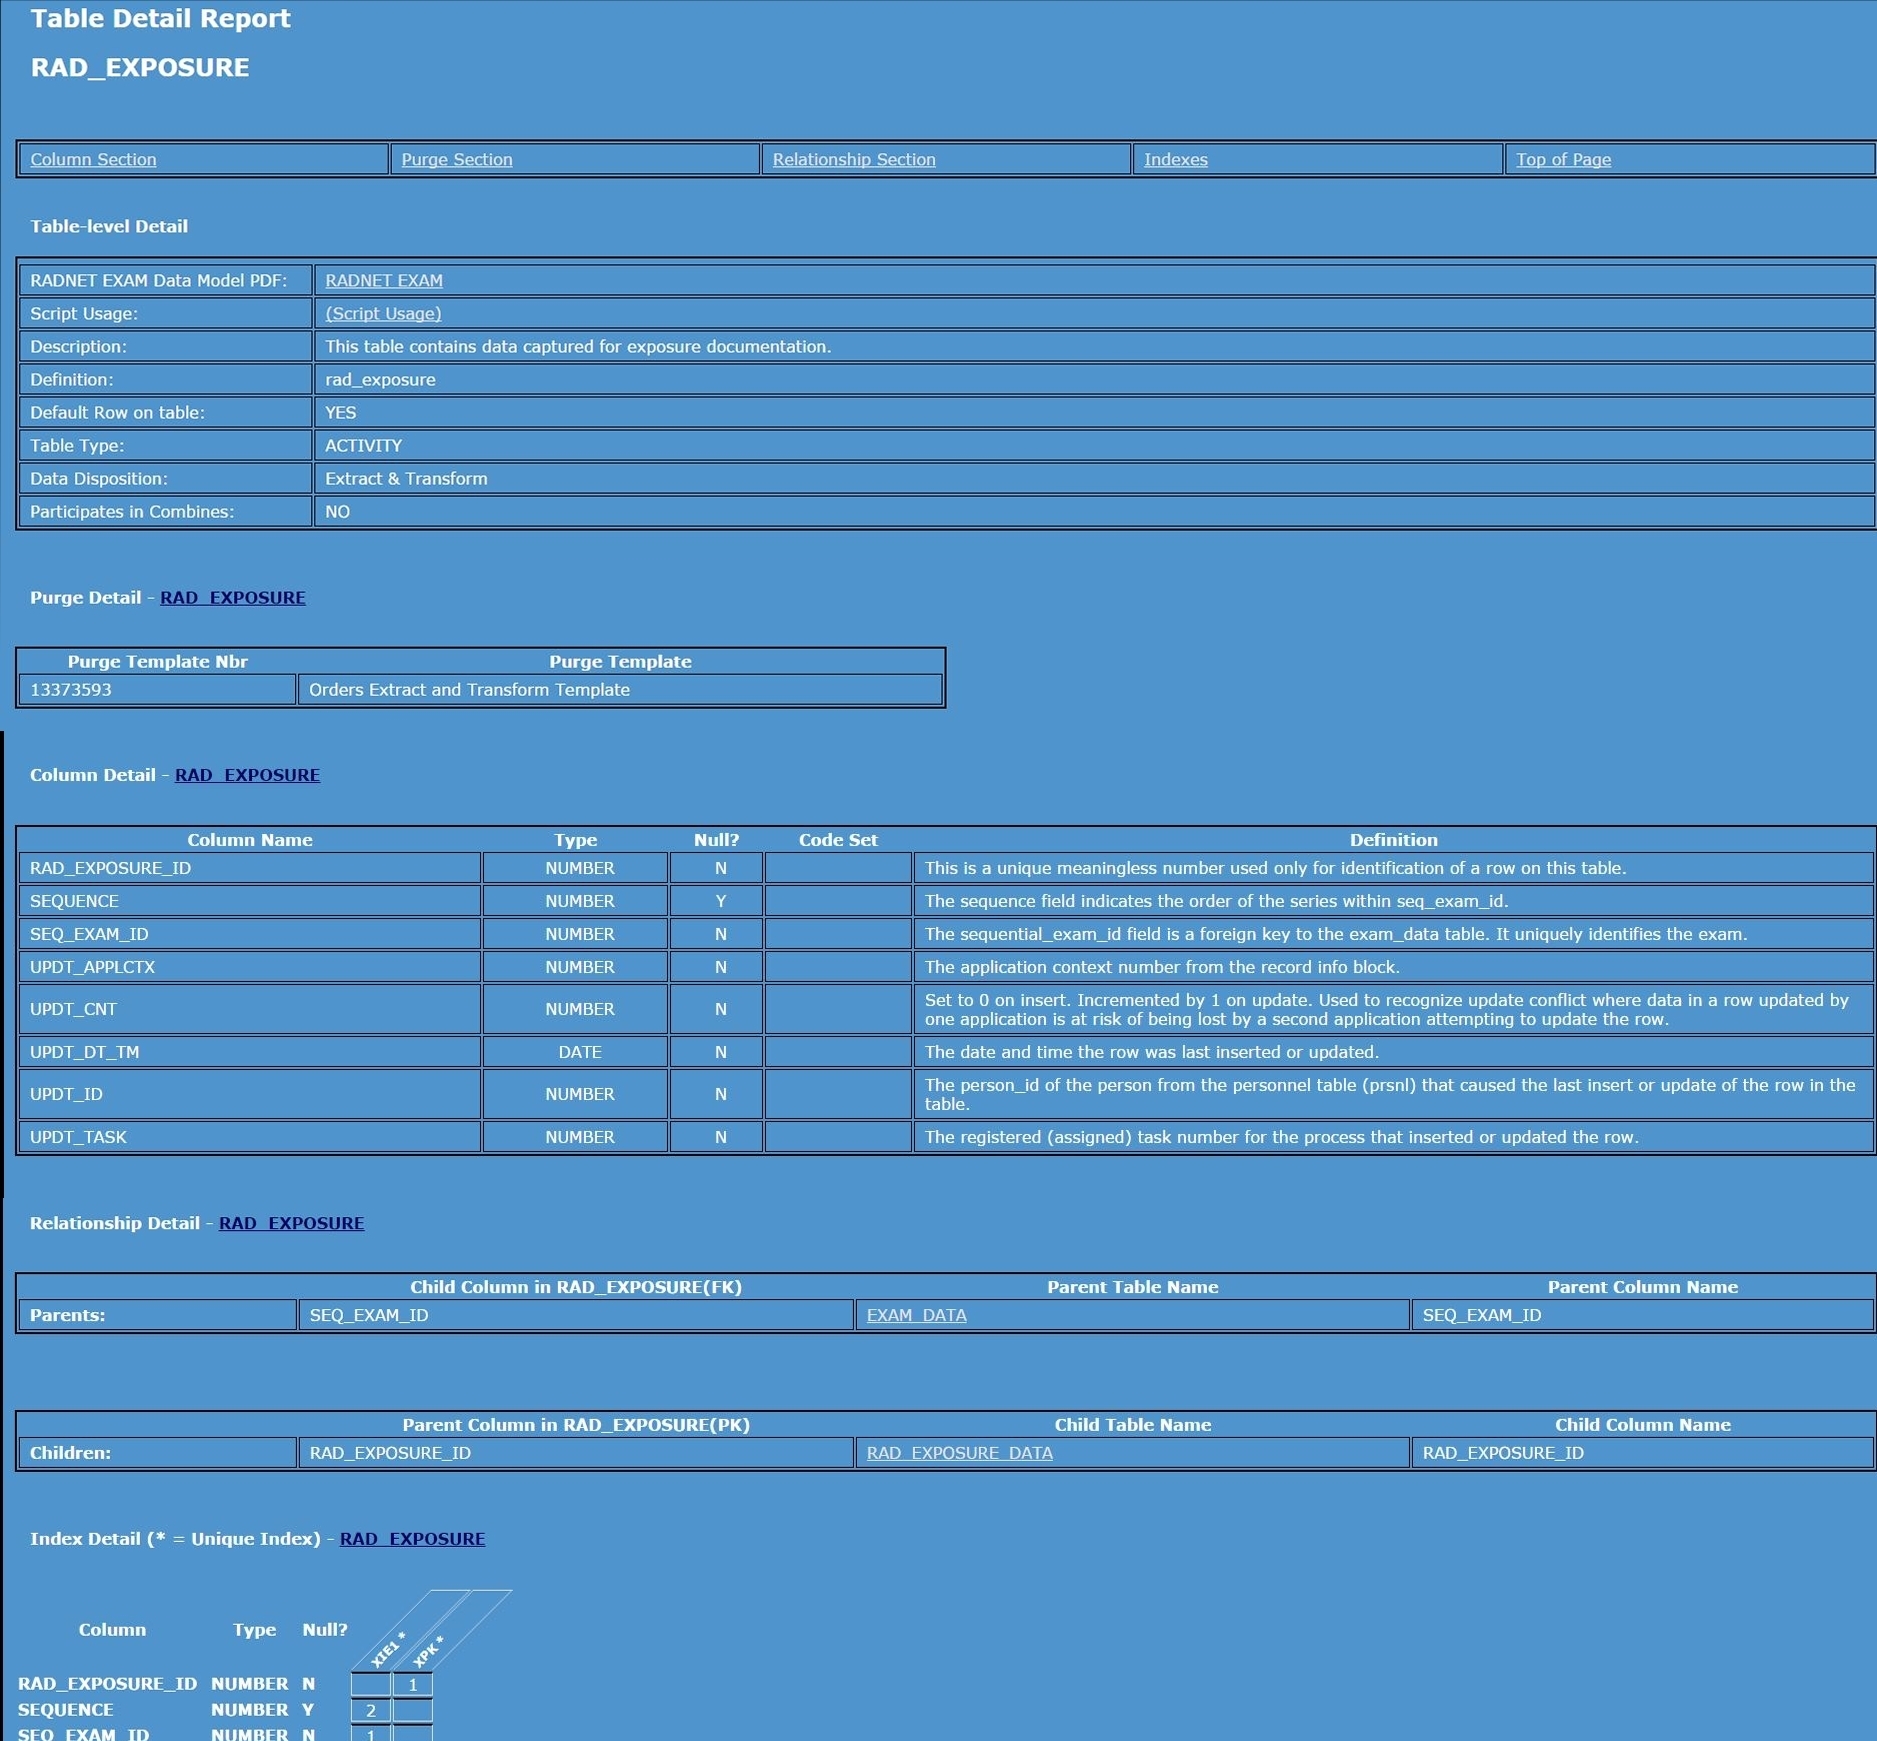 Table Detail Report
RAD_EXPOSURE
Column Section Purge Section Relationship Section Indexes Top of Page
Table-level Detail
RADNET EXAM Data Model PDF: RADNET EXAM
Script Usage: (Script Usage)
Description: This table contains data captured for exposure documentation.
Definition: rad_exposure
Default Row on table: YES
Table Type: ACTIVITY
Data Disposition: Extract & Transform
Participates in Combines: NO
Purge Detail - RAD_EXPOSURE
Purge Template Nbr Purge Template
13373593 Orders Extract and Transform Template
Column Detail - RAD_EXPOSURE
Column Name Type Null? Code Set Definition
RAD_EXPOSURE_ID NUMBER N This is a unique meaningless number used only for identification of a row on this table.
SEQUENCE NUMBER Y The sequence field indicates the order of the series within seq_exam_id.
SEQ_EXAM_ID NUMBER N The sequential_exam_id field is a foreign key to the exam_data table. It uniquely identifies the exam.
UPDT_APPLCTX NUMBER N The application context number from the record info block.
UPDT_CNT NUMBER N Set to 0 on insert. Incremented by 1 on update. Used to recognize update conflict where data in a row updated by
one application is at risk of being lost by a second application attempting to update the row.
UPDT_DT_TM DATE N The date and time the row was last inserted or updated.
UPDT_ID NUMBER N The person_id of the person from the personnel table (prsnl) that caused the last insert or update of the row in the
table.
UPDT_TASK NUMBER N The registered (assigned) task number for the process that inserted or updated the row.
Relationship Detail - RAD_EXPOSURE
Child Column in RAD_EXPOSURE(FK) Parent Table Name Parent Column Name
Parents: SEQ_EXAM_ID EXAM_DATA SEQ_EXAM_ID
Parent Column in RAD_EXPOSURE(PK) Child Table Name Child Column Name
Children: RAD_EXPOSURE_ID RAD_EXPOSURE_DATA RAD_EXPOSURE_ID
Index Detail (* = Unique Index) - RAD_EXPOSURE
Column Type Null? XIE1 * XPK *
RAD_EXPOSURE_ID NUMBER N 1
SEQUENCE NUMBER Y 2
SEQ_EXAM_ID NUMBER N 1